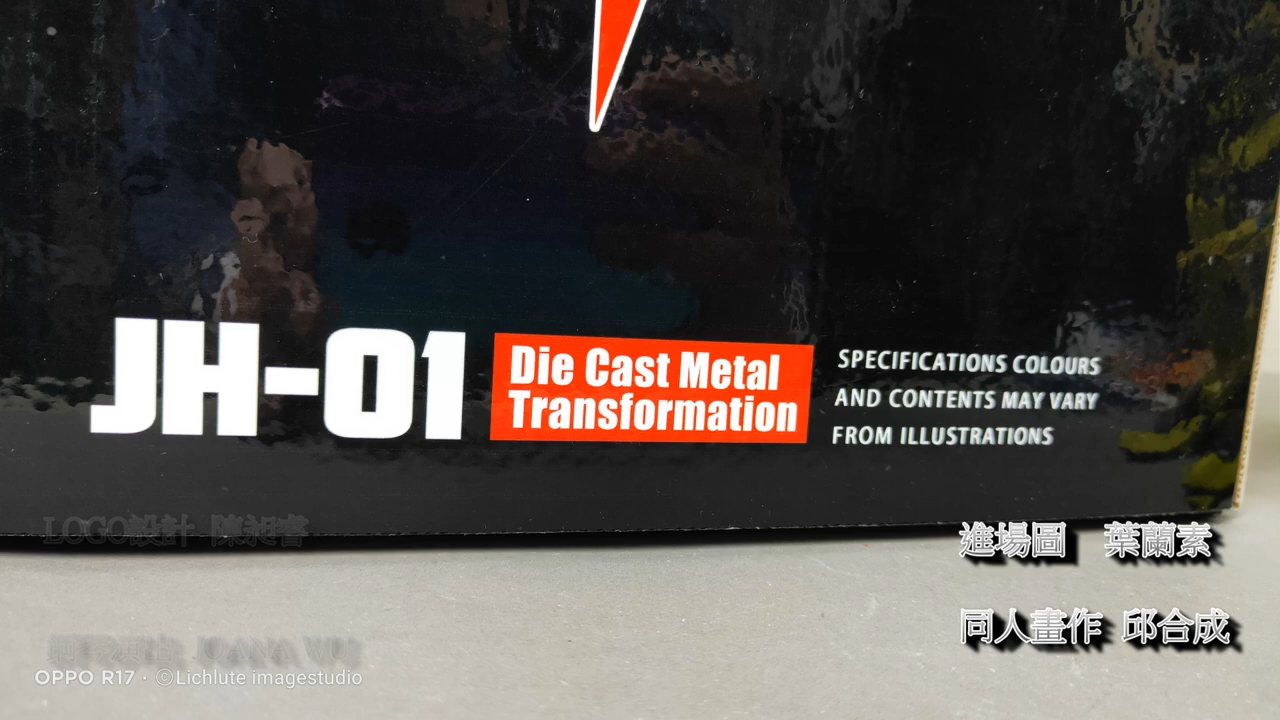 JH-01
Die Cast Metal
Transformation
SPECIFICATIONS COLOURS
AND CONTENTS MAY VARY
FROM ILLUSTRATIONS
LOGO設計 陳昶睿
進場圖 葉蘭素
同人畫作 邱合成
JOANA WU
OPPO R17 · ©Lichlute imagestudio